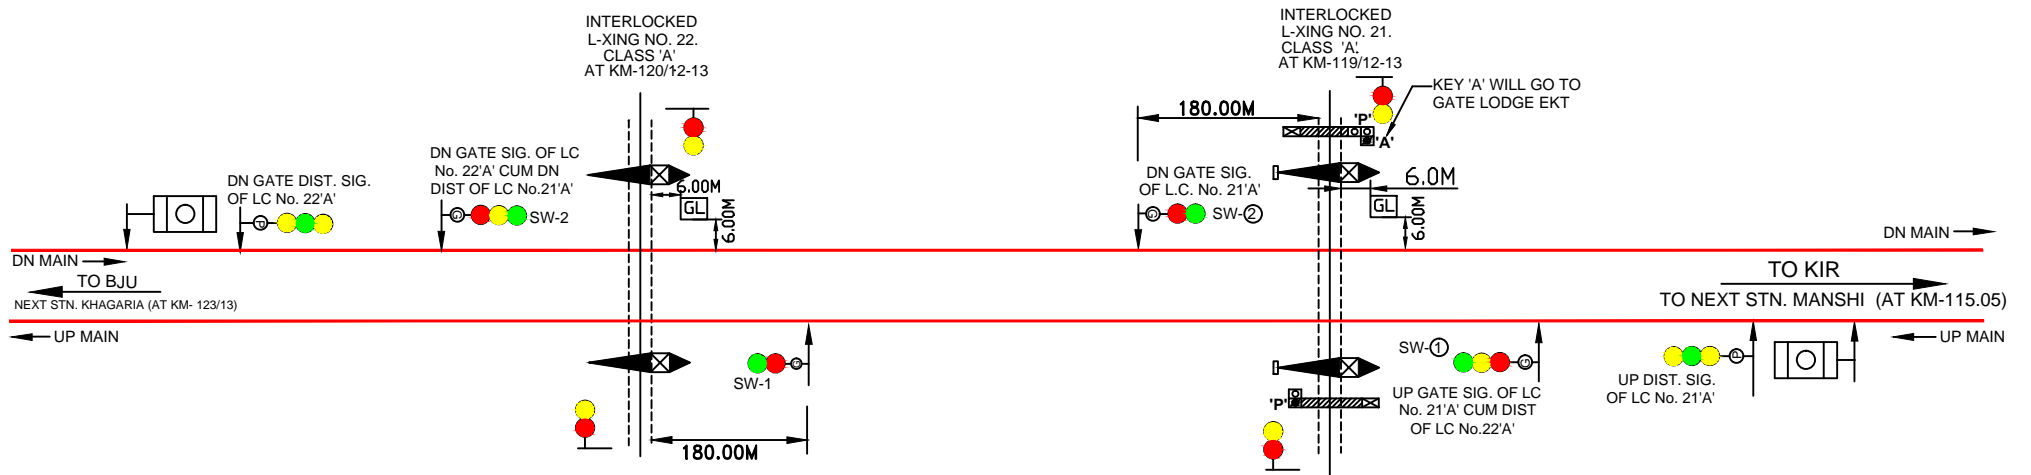 INTERLOCKED
L-XING NO. 22.
CLASS 'A'
AT KM-120/12-13
INTERLOCKED
L-XING NO. 21.
CLASS 'A'.
AT KM-119/12-13
KEY 'A' WILL GO TO
GATE LODGE EKT
180.00M
'P'
'A'
DN GATE SIG. OF LC
No. 22'A' CUM DN
DIST OF LC No.21'A'
DN GATE DIST. SIG.
OF LC No. 22'A'
P
G
SW-2
6.00M
GL
6.00M
DN GATE SIG.
OF L.C. No. 21'A'
G
SW-2
6.0M
GL
6.00M
DN MAIN
DN MAIN
TO BJU
NEXT STN. KHAGARIA (AT KM- 123/13)
TO KIR
TO NEXT STN. MANSHI (AT KM-115.05)
UP MAIN
UP MAIN
SW-1
G
SW-1
G
UP GATE SIG. OF LC
No. 21'A' CUM DIST
OF LC No.22'A'
P
UP DIST. SIG.
OF LC No. 21'A'
'P'
180.00M